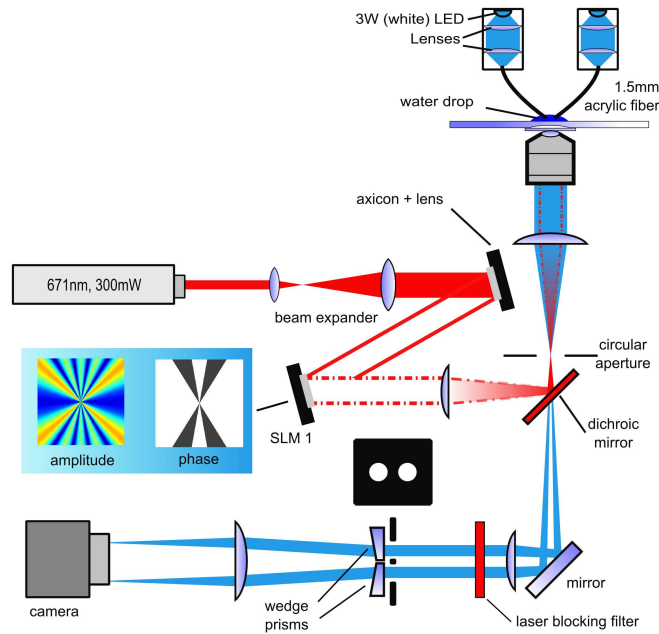 3W (white) LED
Lenses
1.5mm
acrylic fiber
water drop
axicon + lens
671nm, 300mW
beam expander
circular
aperture
dichroic
mirror
SLM 1
amplitude
phase
camera
wedge
prisms
mirror
laser blocking filter